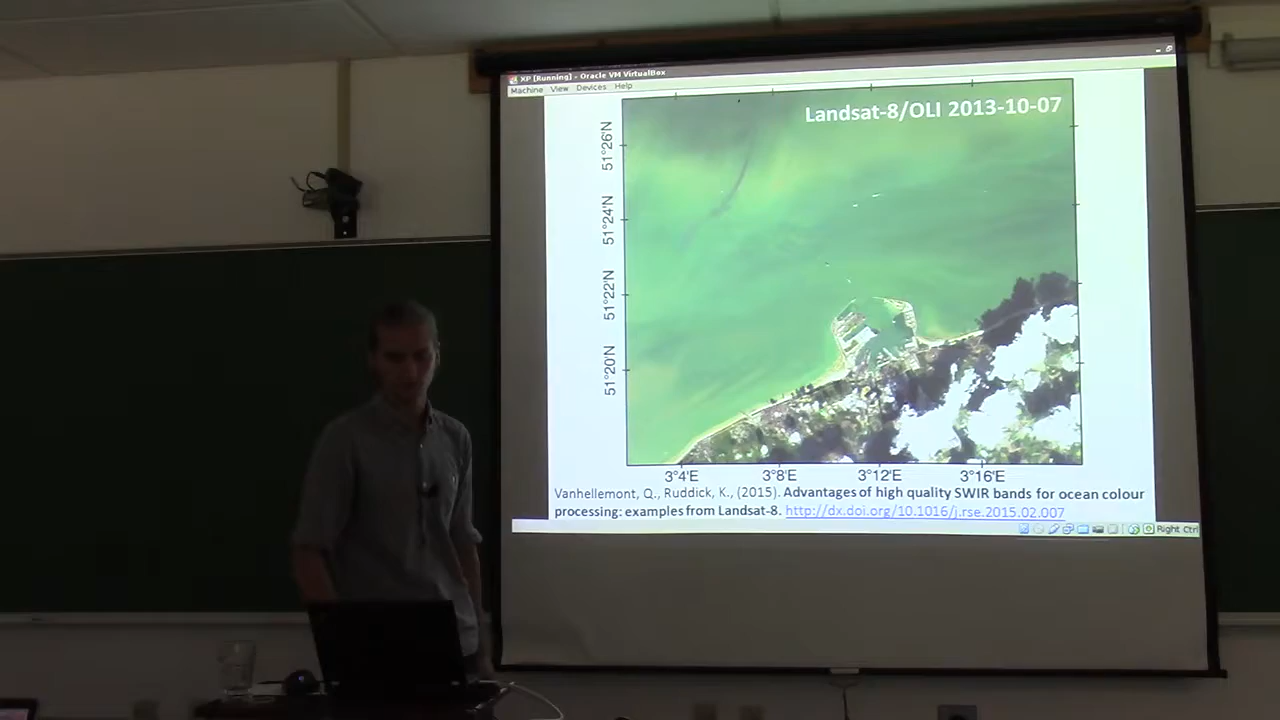 XP [Running] - Oracle VM VirtualBox
Machine View Devices Help
Landsat-8/OLI 2013-10-07
51°26'N
51°24'N
51°22'N
51°20'N
3°4'E 3°8'E 3°12'E 3°16'E
Vanhellemont, Q., Ruddick, K., (2015). Advantages of high quality SWIR bands for ocean colour
processing: examples from Landsat-8. http://dx.doi.org/10.1016/j.rse.2015.02.007
Right Ctrl